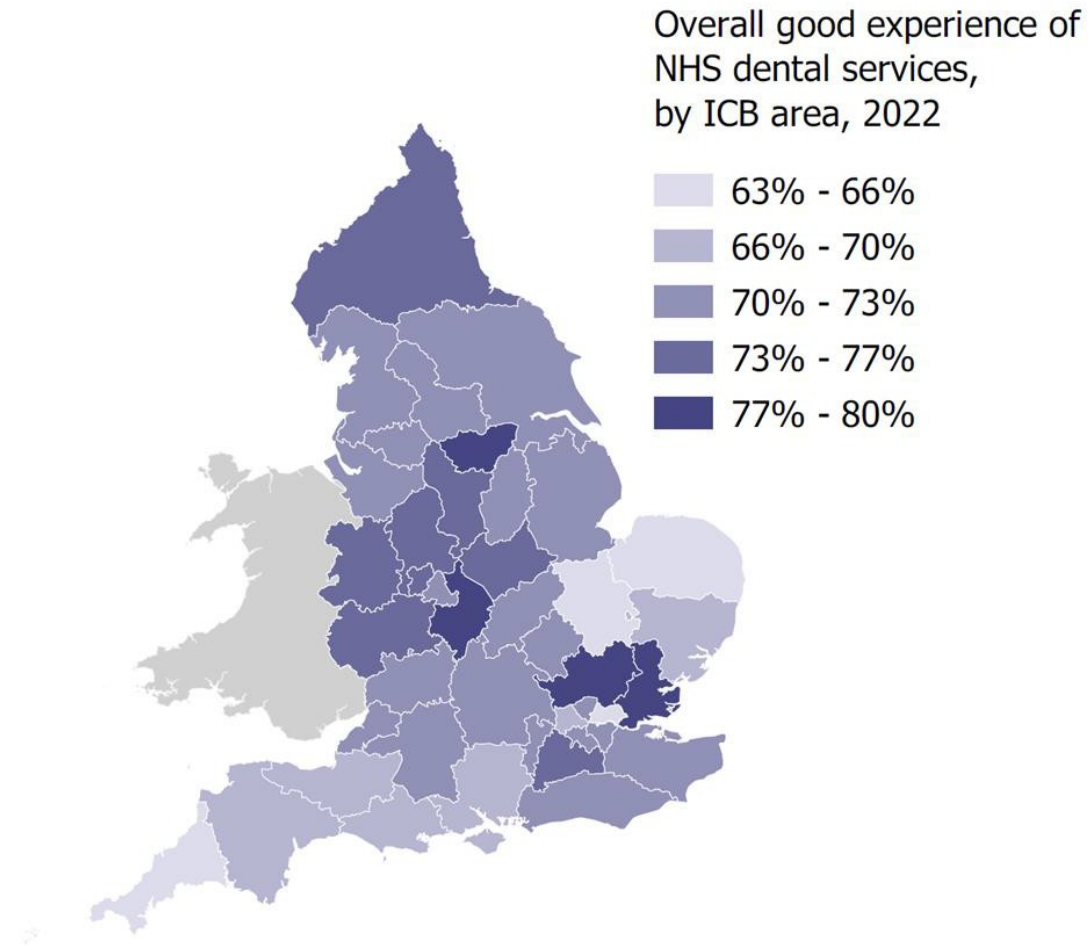 Overall good experience of
NHS dental services,
by ICB area, 2022
63% - 66%
66% - 70%
70% - 73%
73% - 77%
77% - 80%